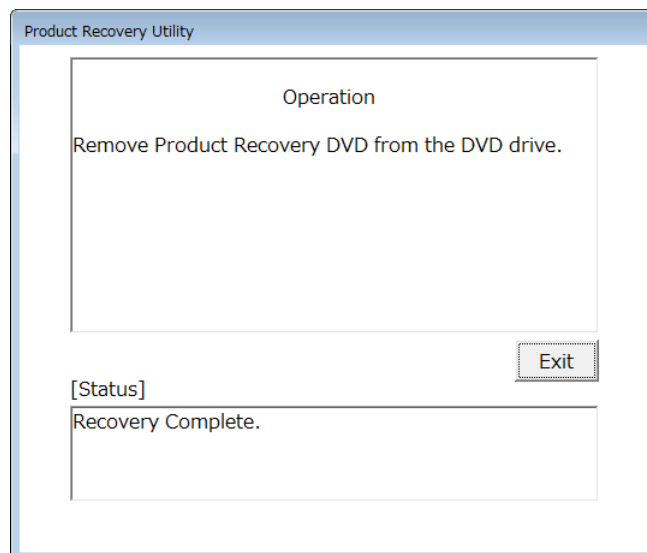 Product Recovery Utility
Operation
Remove Product Recovery DVD from the DVD drive.
Exit
[Status]
Recovery Complete.